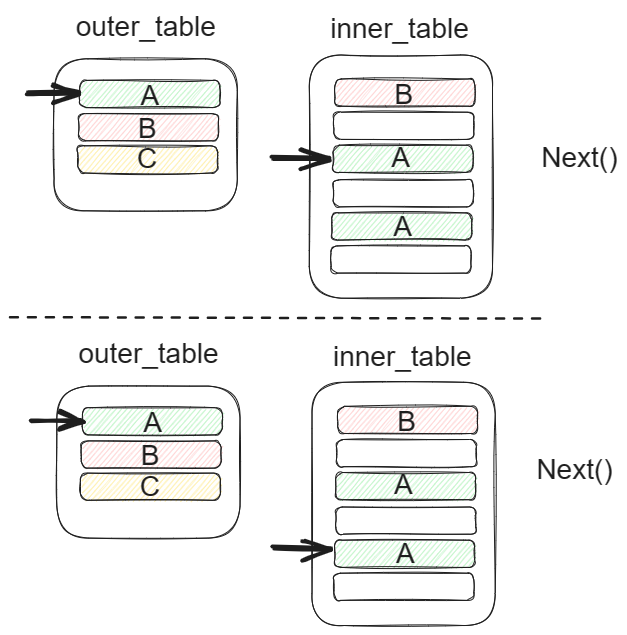 outer_table
inner_table
A
B
C
B
A
A
Next()
outer_table
inner_table
A
B
C
B
A
A
Next()